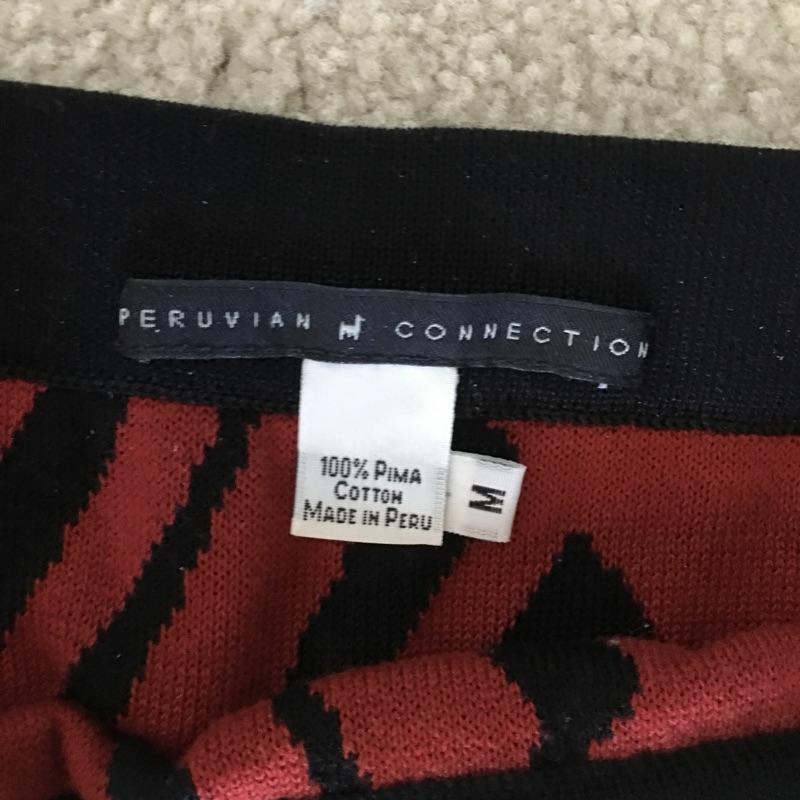 PERUVIAN CONNECTION
100% PIMA
COTTON
MADE IN PERU
M